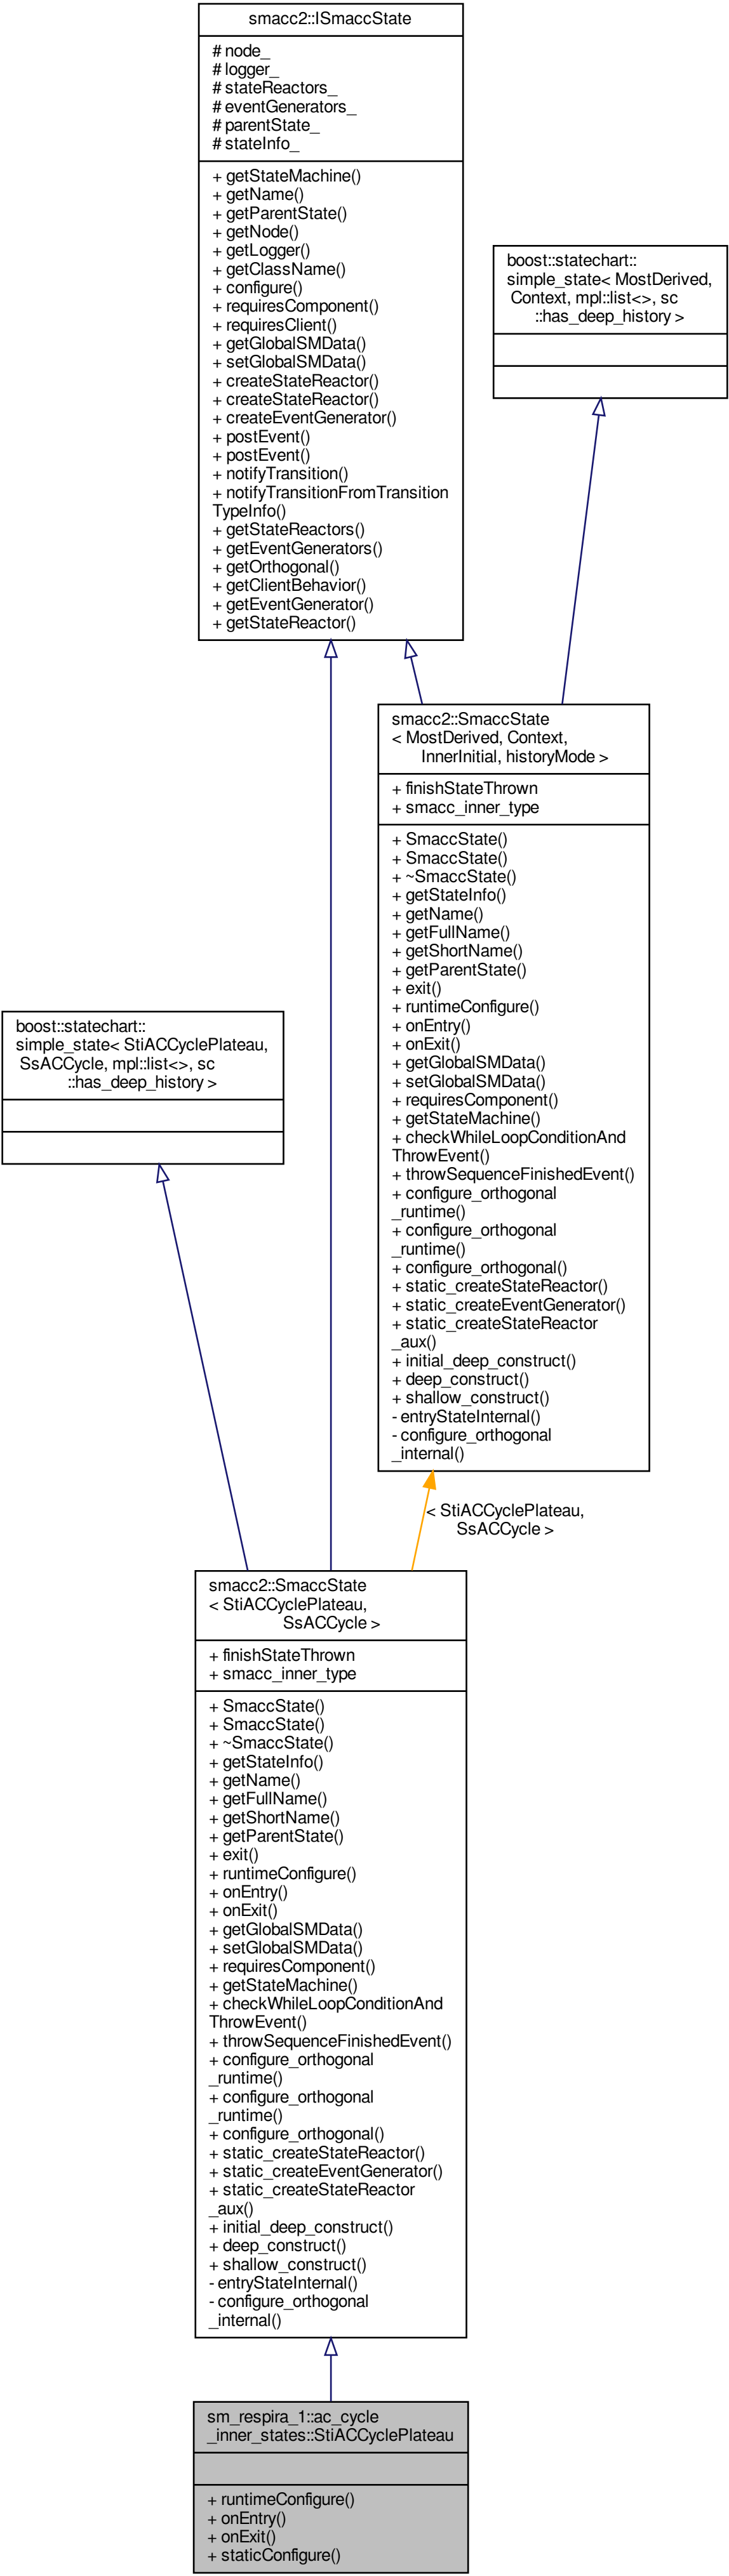 smacc2::ISmaccState
# node_
# logger_
# stateReactors_
# eventGenerators_
# parentState_
# stateInfo_
+ getStateMachine()
+ getName()
+ getParentState()
+ getNode()
+ getLogger()
+ getClassName()
+ configure()
+ requiresComponent()
+ requiresClient()
+ getGlobalSMData()
+ setGlobalSMData()
+ createStateReactor()
+ createStateReactor()
+ createEventGenerator()
+ postEvent()
+ postEvent()
+ notifyTransition()
+ notifyTransitionFromTransition
TypeInfo()
+ getStateReactors()
+ getEventGenerators()
+ getOrthogonal()
+ getClientBehavior()
+ getEventGenerator()
+ getStateReactor()
boost::statechart::
simple_state< MostDerived,
Context, mpl::list<>, sc
::has_deep_history >
smacc2::SmaccState
< MostDerived, Context,
InnerInitial, historyMode >
+ finishStateThrown
+ smacc_inner_type
+ SmaccState()
+ SmaccState()
+ ~SmaccState()
+ getStateInfo()
+ getName()
+ getFullName()
+ getShortName()
+ getParentState()
+ exit()
+ runtimeConfigure()
+ onEntry()
+ onExit()
+ getGlobalSMData()
+ setGlobalSMData()
+ requiresComponent()
+ getStateMachine()
+ checkWhileLoopConditionAnd
ThrowEvent()
+ throwSequenceFinishedEvent()
+ configure_orthogonal
_runtime()
+ configure_orthogonal
_runtime()
+ configure_orthogonal()
+ static_createStateReactor()
+ static_createEventGenerator()
+ static_createStateReactor
_aux()
+ initial_deep_construct()
+ deep_construct()
+ shallow_construct()
- entryStateInternal()
- configure_orthogonal
_internal()
boost::statechart::
simple_state< StiACCyclePlateau,
SsACCycle, mpl::list<>, sc
::has_deep_history >
< StiACCyclePlateau,
SsACCycle >
smacc2::SmaccState
< StiACCyclePlateau,
SsACCycle >
+ finishStateThrown
+ smacc_inner_type
+ SmaccState()
+ SmaccState()
+ ~SmaccState()
+ getStateInfo()
+ getName()
+ getFullName()
+ getShortName()
+ getParentState()
+ exit()
+ runtimeConfigure()
+ onEntry()
+ onExit()
+ getGlobalSMData()
+ setGlobalSMData()
+ requiresComponent()
+ getStateMachine()
+ checkWhileLoopConditionAnd
ThrowEvent()
+ throwSequenceFinishedEvent()
+ configure_orthogonal
_runtime()
+ configure_orthogonal
_runtime()
+ configure_orthogonal()
+ static_createStateReactor()
+ static_createEventGenerator()
+ static_createStateReactor
_aux()
+ initial_deep_construct()
+ deep_construct()
+ shallow_construct()
- entryStateInternal()
- configure_orthogonal
_internal()
sm_respira_1::ac_cycle
_inner_states::StiACCyclePlateau
+ runtimeConfigure()
+ onEntry()
+ onExit()
+ staticConfigure()